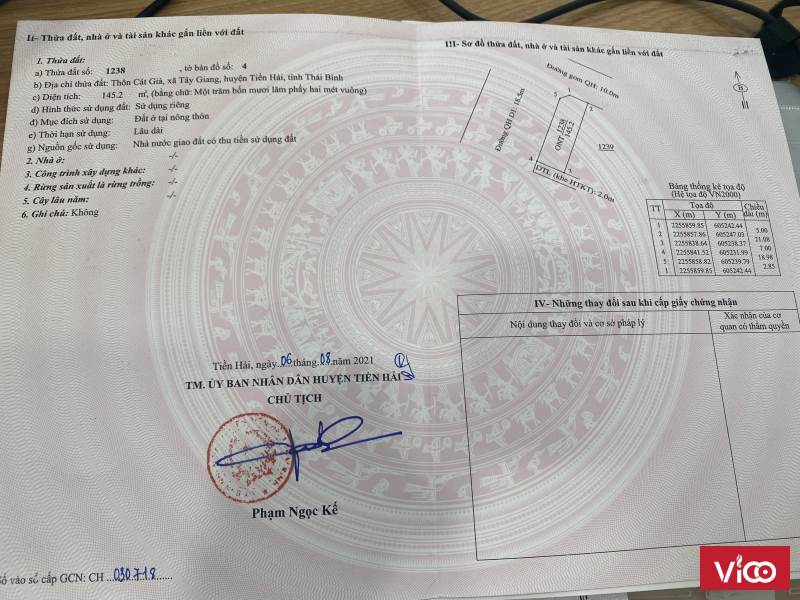 II- Thửa đất, nhà ở và tài sản khác gắn liền với đất
1. Thửa đất:
a) Thửa đất số: 1238 , tờ bản đồ số: 4
b) Địa chỉ thửa đất: Thôn Cát Già, xã Tây Giang, huyện Tiền Hải, tỉnh Thái Bình
c) Diện tích: 145.2 m², (bằng chữ: Một trăm bốn mươi lăm phẩy hai mét vuông)
d) Hình thức sử dụng đất: Sử dụng riêng
đ) Mục đích sử dụng: Đất ở tại nông thôn
e) Thời hạn sử dụng: Lâu dài
g) Nguồn gốc sử dụng: Nhà nước giao đất có thu tiền sử dụng đất
2. Nhà ở: -/-
3. Công trình xây dựng khác: -/-
4. Rừng sản xuất là rừng trồng: -/-
5. Cây lâu năm: -/-
6. Ghi chú: Không
Tiền Hải, ngày 06 tháng 08 năm 2021
TM. ỦY BAN NHÂN DÂN HUYỆN TIỀN HẢI
CHỦ TỊCH
Phạm Ngọc Kế
Số vào sổ cấp GCN: CH 030718
III- Sơ đồ thửa đất, nhà ở và tài sản khác gắn liền với đất
Đường gom QH: 10.0m
Đường QH D1: 18.5m
B
5 1
2
ONT 1238
145.2
1239
4
3
DTL (khe HTKT): 2.0m
Bảng thống kê tọa độ
(Hệ tọa độ VN2000)
TT Tọa độ Chiều dài (m)
X (m) Y (m)
1 2255859.85 605242.44
5.00
2 2255857.86 605247.03
21.08
3 2255838.64 605238.37
7.00
4 2255841.52 605231.99
18.98
5 2255858.82 605239.79
2.85
1 2255859.85 605242.44
IV- Những thay đổi sau khi cấp giấy chứng nhận
Nội dung thay đổi và cơ sở pháp lý
Xác nhận của cơ
quan có thẩm quyền
VICO